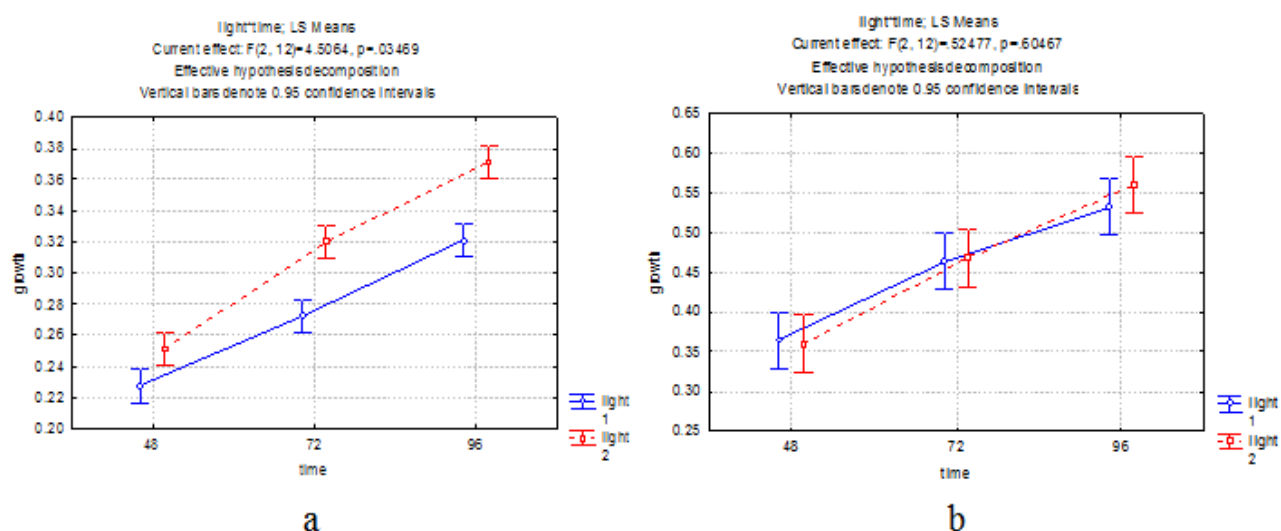 light*time; LS Means
Current effect: F(2, 12)=4.5064, p=.03469
Effective hypothesis decomposition
Vertical bars denote 0.95 confidence intervals
0.40
0.38
0.36
0.34
0.32
0.30
0.28
0.26
0.24
0.22
0.20
growth
48
72
96
time
light
1
light
2
a
light*time; LS Means
Current effect: F(2, 12)=.52477, p=.60467
Effective hypothesis decomposition
Vertical bars denote 0.95 confidence intervals
0.65
0.60
0.55
0.50
0.45
0.40
0.35
0.30
0.25
growth
48
72
96
time
light
1
light
2
b